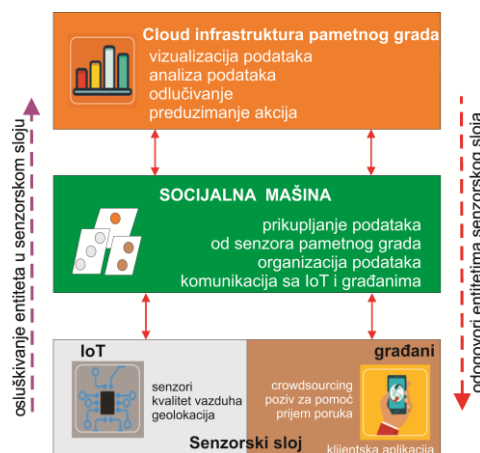 Cloud infrastruktura pametnog grada
vizualizacija podataka
analiza podataka
odlučivanje
preduzimanje akcija
osluškivanje entiteta u senzorskom sloju
odogovori entitetima senzorskog sloja
SOCIJALNA MAŠINA
prikupljanje podataka
od senzora pametnog grada
organizacija podataka
komunikacija sa IoT i građanima
IoT
senzori
kvalitet vazduha
geolokacija
građani
crowdsourcing
poziv za pomoć
prijem poruka
klijentska aplikacija
Senzorski sloj